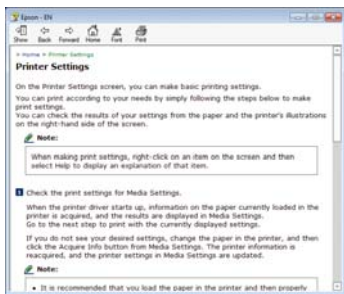 Epson - EN
Show Back Forward Home Font Print
> Home > Printer Settings
Printer Settings
On the Printer Settings screen, you can make basic printing settings.
You can print according to your needs by simply following the steps below to make
print settings.
You can check the results of your settings from the paper and the printer's illustrations
on the right-hand side of the screen.
Note:
When making print settings, right-click on an item on the screen and then
select Help to display an explanation of that item.
1 Check the print settings for Media Settings.
When the printer driver starts up, information on the paper currently loaded in the
printer is acquired, and the results are displayed in Media Settings.
Go to the next step to print with the currently displayed settings.
If you do not see your desired settings, change the paper in the printer, and then
click the Acquire Info button from Media Settings. The printer information is
reacquired, and the printer settings in Media Settings are updated.
Note:
• It is recommended that you load the paper in the printer and then properly